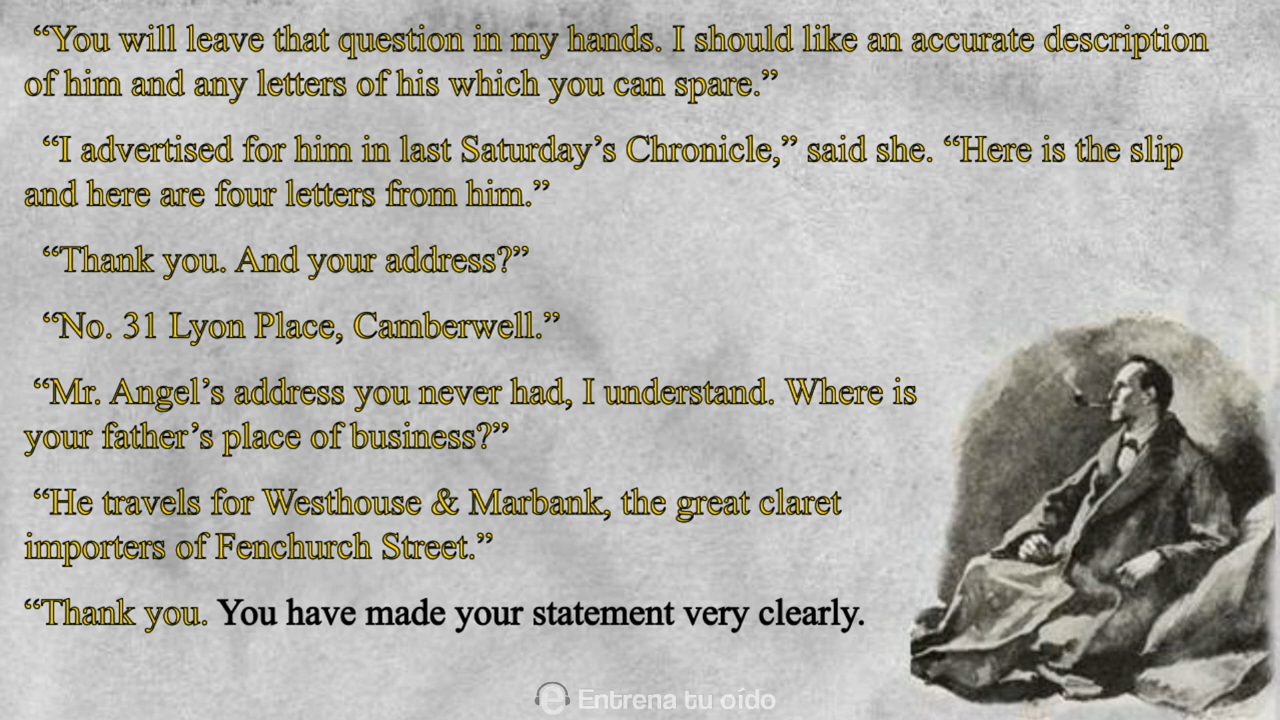 “You will leave that question in my hands. I should like an accurate description
of him and any letters of his which you can spare.”
“I advertised for him in last Saturday’s Chronicle,” said she. “Here is the slip
and here are four letters from him.”
“Thank you. And your address?”
“No. 31 Lyon Place, Camberwell.”
“Mr. Angel’s address you never had, I understand. Where is
your father’s place of business?”
“He travels for Westhouse & Marbank, the great claret
importers of Fenchurch Street.”
“Thank you. You have made your statement very clearly.
e Entrena tu oído